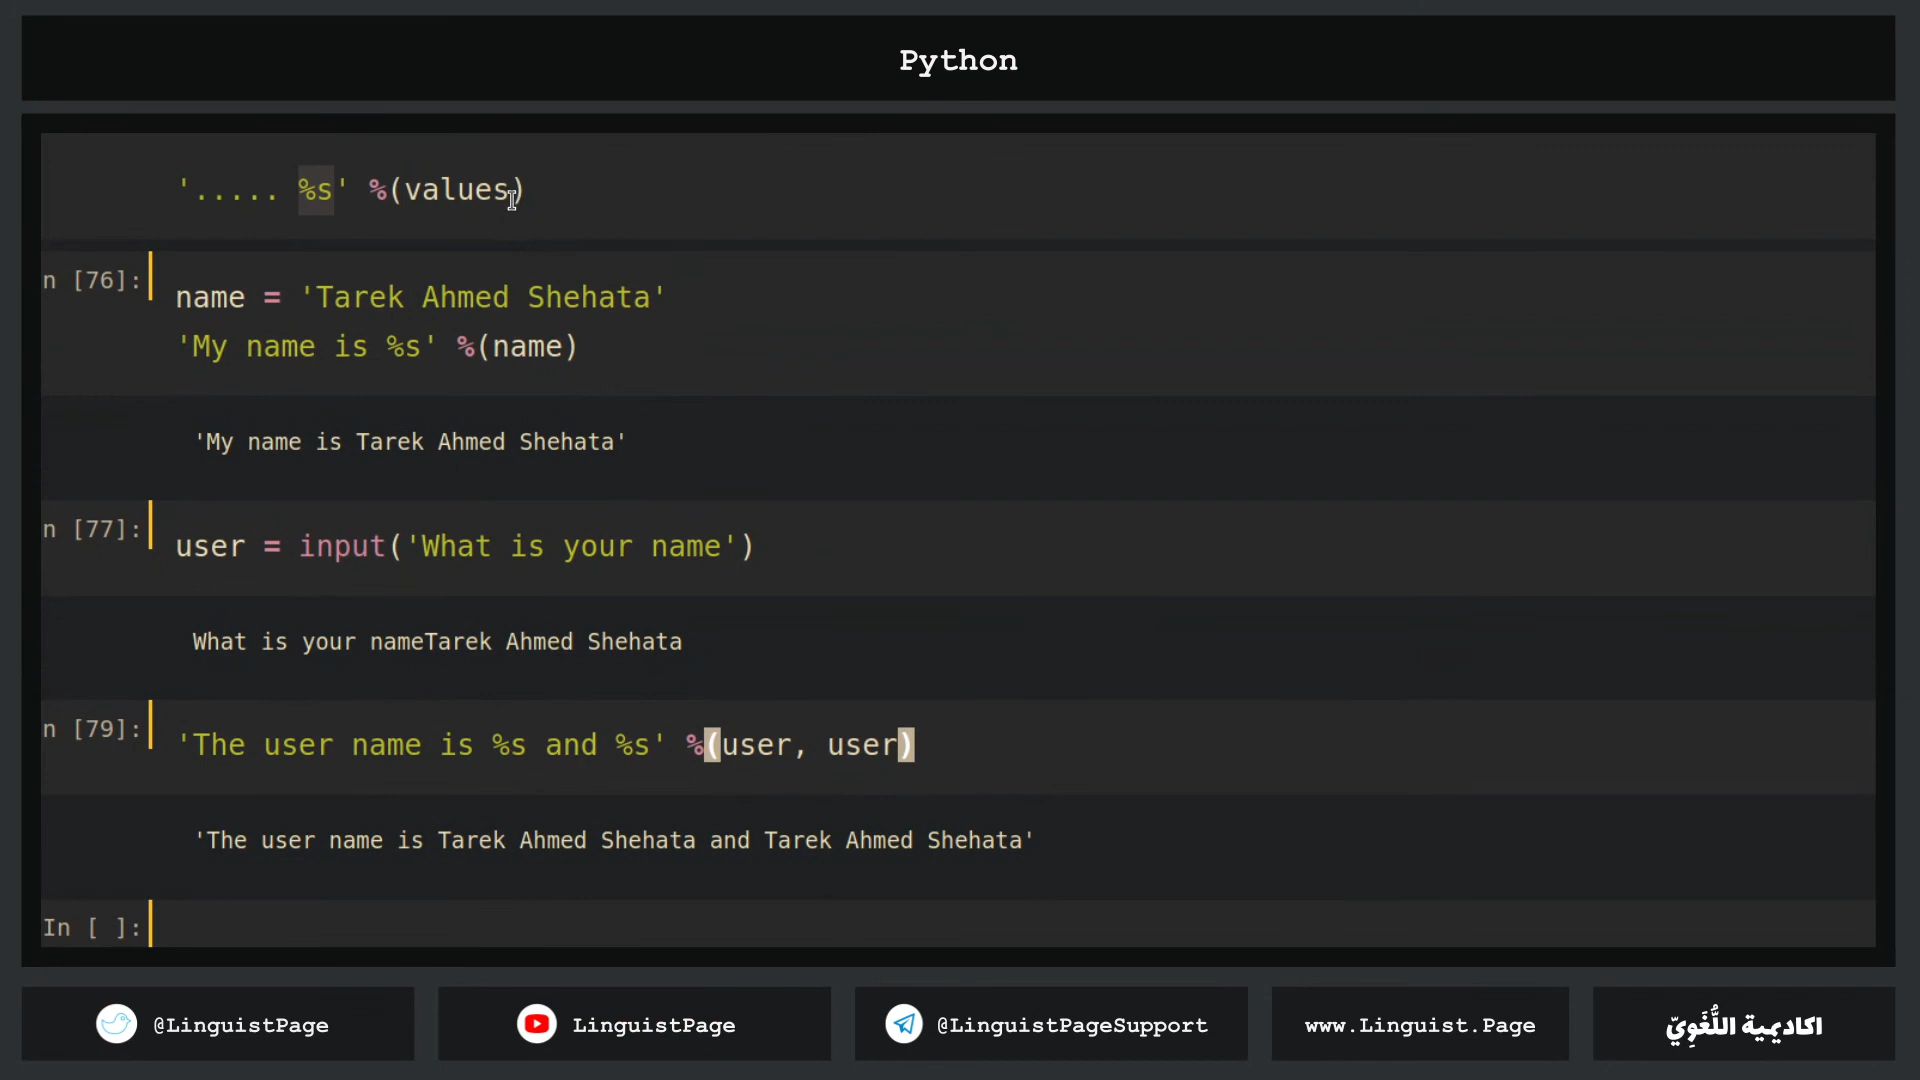 Python
'..... %s' %(values)
n [76]:
name = 'Tarek Ahmed Shehata'
'My name is %s' %(name)
'My name is Tarek Ahmed Shehata'
n [77]:
user = input('What is your name')
What is your nameTarek Ahmed Shehata
n [79]:
'The user name is %s and %s' %(user, user)
'The user name is Tarek Ahmed Shehata and Tarek Ahmed Shehata'
In [ ]:
@LinguistPage
LinguistPage
@LinguistPageSupport
www.Linguist.Page
اكاديمية اللُّغَوِيّ